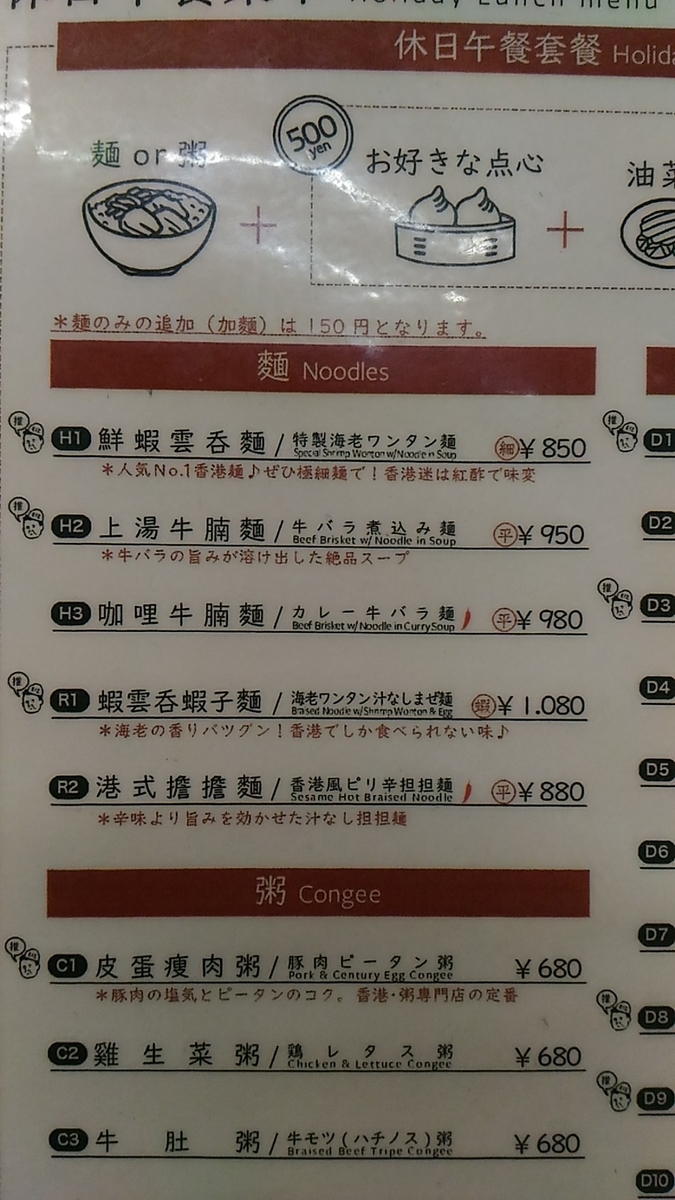 Holiday Lunch menu
休日午餐套餐 Holid
麺 or 粥
500
yen
お好きな点心
油菜
＊麺のみの追加（加麺）は150円となります。
麺 Noodles
推 H1 鮮蝦雲呑麺 / 特製海老ワンタン麺 細 ¥850
Special Shrimp Wonton w/Noodle in Soup
＊人気No.1香港麺♪ぜひ極細麺で！香港迷は紅酢で味変
推 H2 上湯牛腩麺 / 牛バラ煮込み麺 平 ¥950
Beef Brisket w/ Noodle in Soup
＊牛バラの旨みが溶け出した絶品スープ
H3 咖哩牛腩麺 / カレー牛バラ麺 平 ¥980
Beef Brisket w/Noodle in Curry Soup
推 R1 蝦雲呑蝦子麺 / 海老ワンタン汁なしまぜ麺 蝦 ¥1.080
Braised Noodle w/Shrimp Wonton & Egg
＊海老の香りバツグン！香港でしか食べられない味♪
R2 港式擔擔麺 / 香港風ピリ辛担担麺 平 ¥880
Sesame Hot Braised Noodle
＊辛味より旨みを効かせた汁なし担担麺
粥 Congee
推 C1 皮蛋瘦肉粥 / 豚肉ピータン粥 ¥680
Pork & Century Egg Congee
＊豚肉の塩気とピータンのコク。香港・粥専門店の定番
C2 雞生菜粥 / 鶏レタス粥 ¥680
Chicken & Lettuce Congee
C3 牛肚粥 / 牛モツ(ハチノス)粥 ¥680
Braised Beef Tripe Congee
推 D1
D2
推 D3
D4
D5
D6
D7
推 D8
推 D9
D10